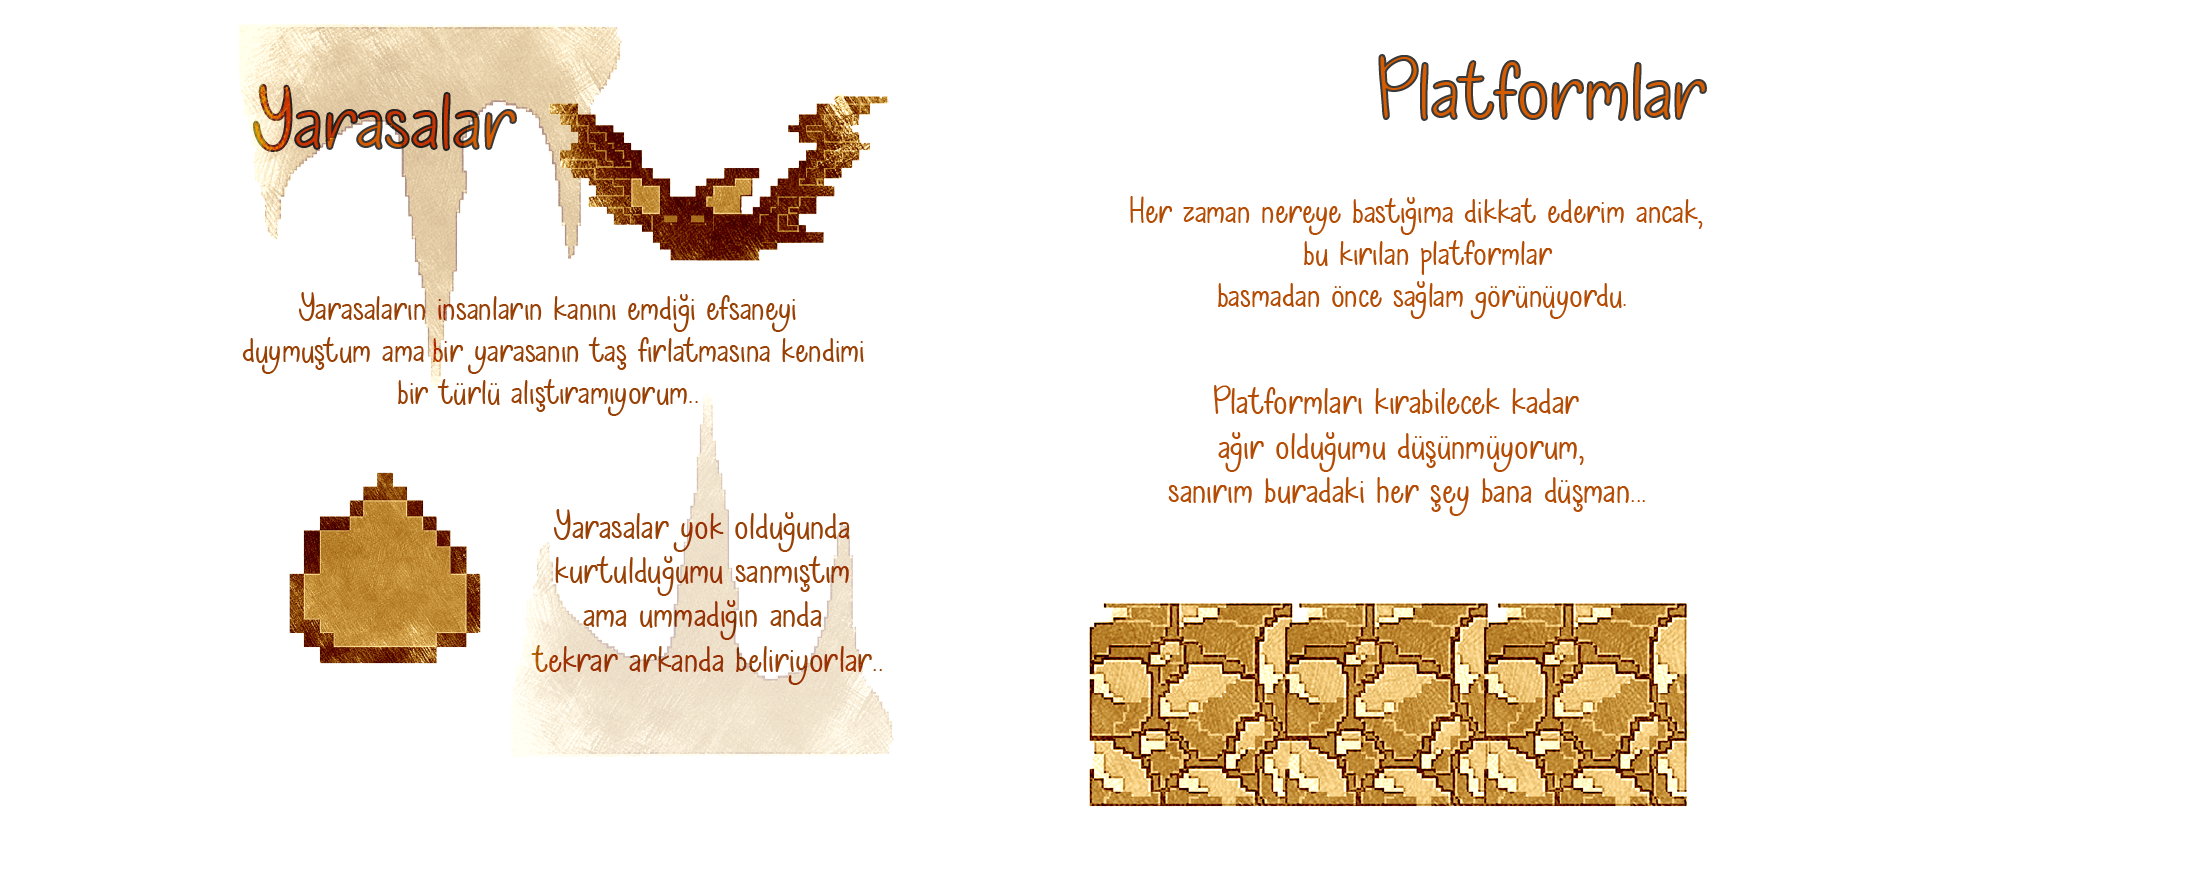 Yarasalar
Yarasaların insanların kanını emdiği efsaneyi
duymuştum ama bir yarasanın taş fırlatmasına kendimi
bir türlü alıştıramıyorum..
Yarasalar yok olduğunda
kurtulduğumu sanmıştım
ama ummadığın anda
tekrar arkanda beliriyorlar..
Platformlar
Her zaman nereye bastığıma dikkat ederim ancak,
bu kırılan platformlar
basmadan önce sağlam görünüyordu.
Platformları kırabilecek kadar
ağır olduğumu düşünmüyorum,
sanırım buradaki her şey bana düşman...